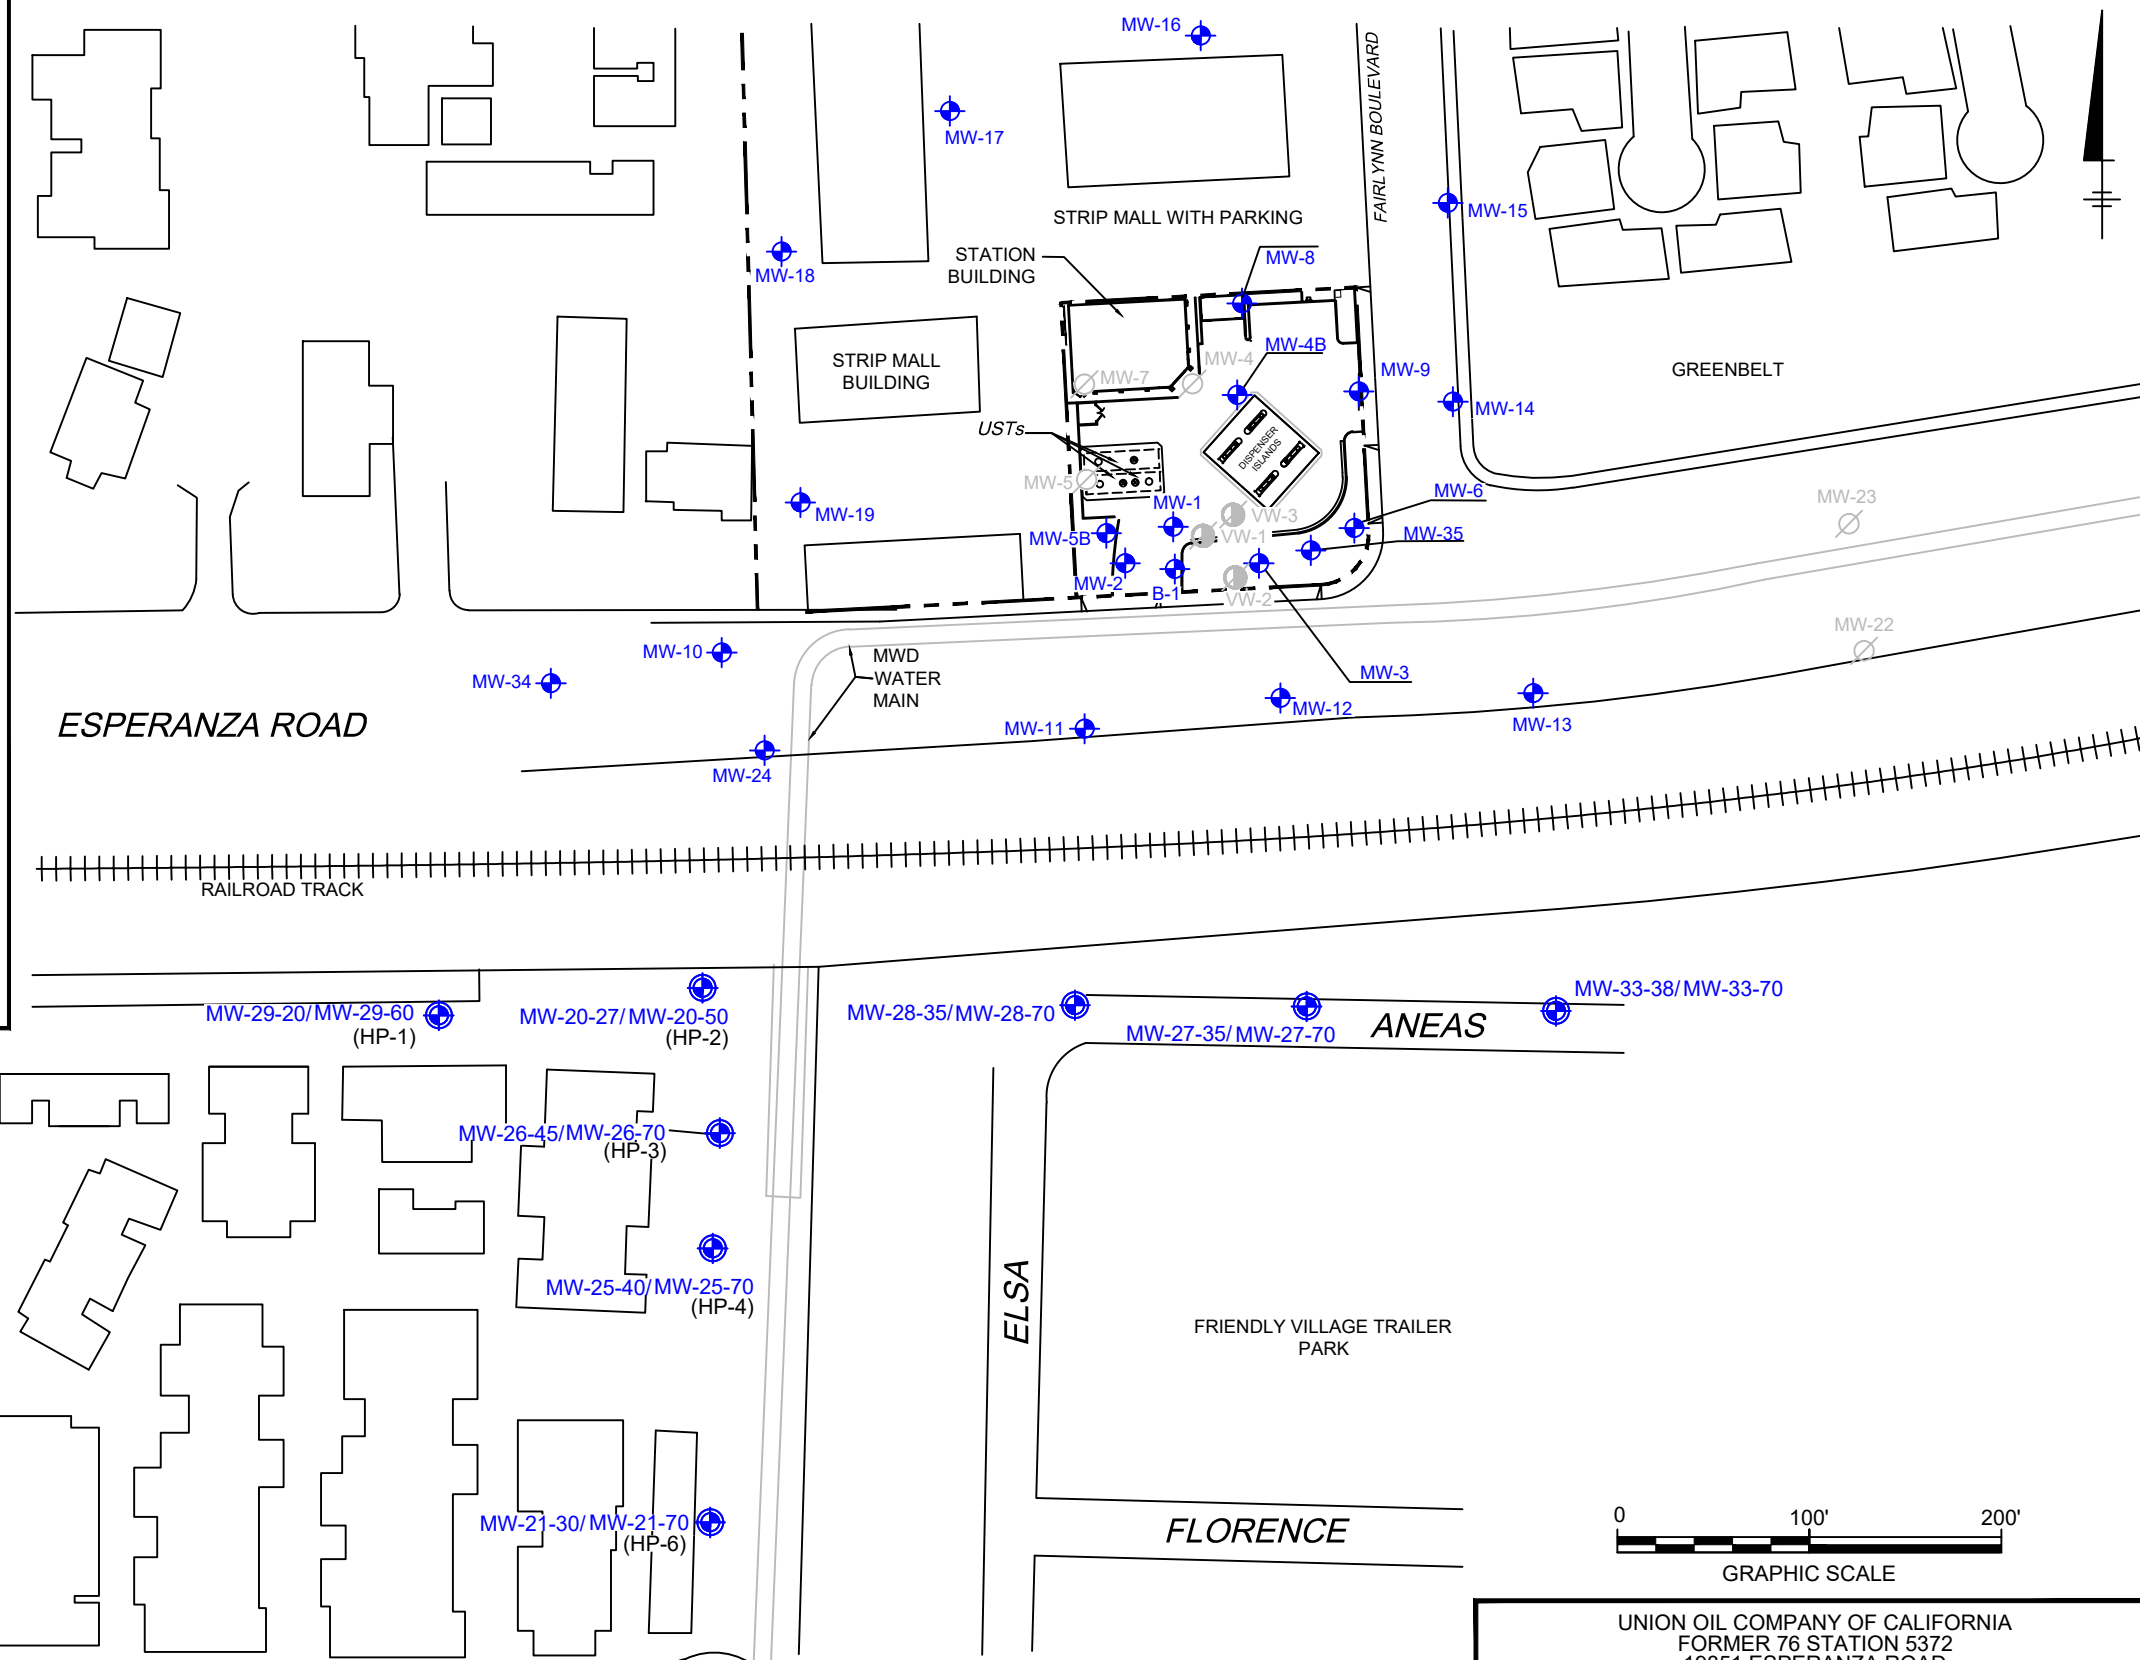 MW-16
FAIRLYNN BOULEVARD
MW-17
MW-15
STRIP MALL WITH PARKING
STATION
BUILDING
MW-8
MW-18
MW-4B
MW-4
STRIP MALL
BUILDING
MW-7
MW-9
GREENBELT
MW-14
USTs
DISPENSER
ISLANDS
MW-5
MW-1
MW-6
MW-23
MW-19
VW-3
MW-5B
VW-1
MW-35
MW-2
B-1
VW-2
MW-22
MW-10
MWD
WATER
MAIN
MW-34
MW-3
ESPERANZA ROAD
MW-12
MW-11
MW-13
MW-24
RAILROAD TRACK
MW-33-38/MW-33-70
MW-29-20/MW-29-60
(HP-1)
MW-20-27/MW-20-50
(HP-2)
MW-28-35/MW-28-70
MW-27-35/MW-27-70
ANEAS
MW-26-45/MW-26-70
(HP-3)
MW-25-40/MW-25-70
(HP-4)
ELSA
FRIENDLY VILLAGE TRAILER
PARK
MW-21-30/MW-21-70
(HP-6)
FLORENCE
0 100' 200'
GRAPHIC SCALE
UNION OIL COMPANY OF CALIFORNIA
FORMER 76 STATION 5372
19851 ESPERANZA ROAD